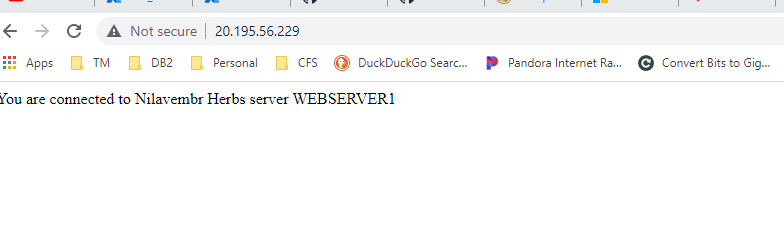 Not secure 20.195.56.229
Apps TM DB2 Personal CFS DuckDuckGo Searc... Pandora Internet Ra... Convert Bits to Gig...
You are connected to Nilavembr Herbs server WEBSERVER1